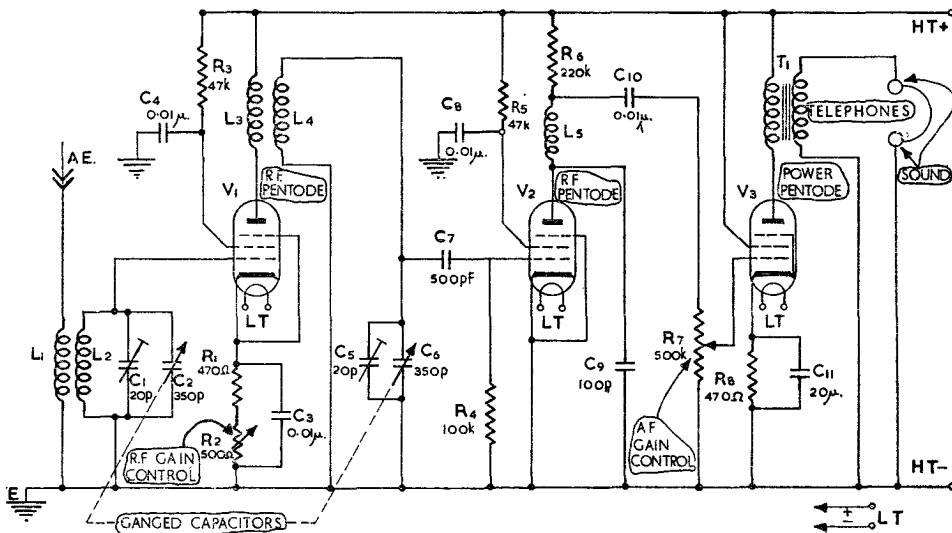 HT+
R3
47k
C4
0·01µ.
L3
L4
R6
220k
C10
0·01µ.
T1
TELEPHONES
C8
0·01µ.
R5
47k
L5
AE.
V1
R.F.
PENTODE
V2
RF
PENTODE
V3
POWER
PENTODE
SOUND
C7
500pF
LT
LT
LT
L1
L2
C1
20p
C2
350p
R1
470Ω
C5
20p
C6
350p
C9
100p
R7
500k
R8
470Ω
C11
20µ.
R4
100k
C3
0·01µ.
R2
500Ω
R.F GAIN
CONTROL
A F
GAIN
CONTROL
HT-
E
GANGED CAPACITORS
±
LT